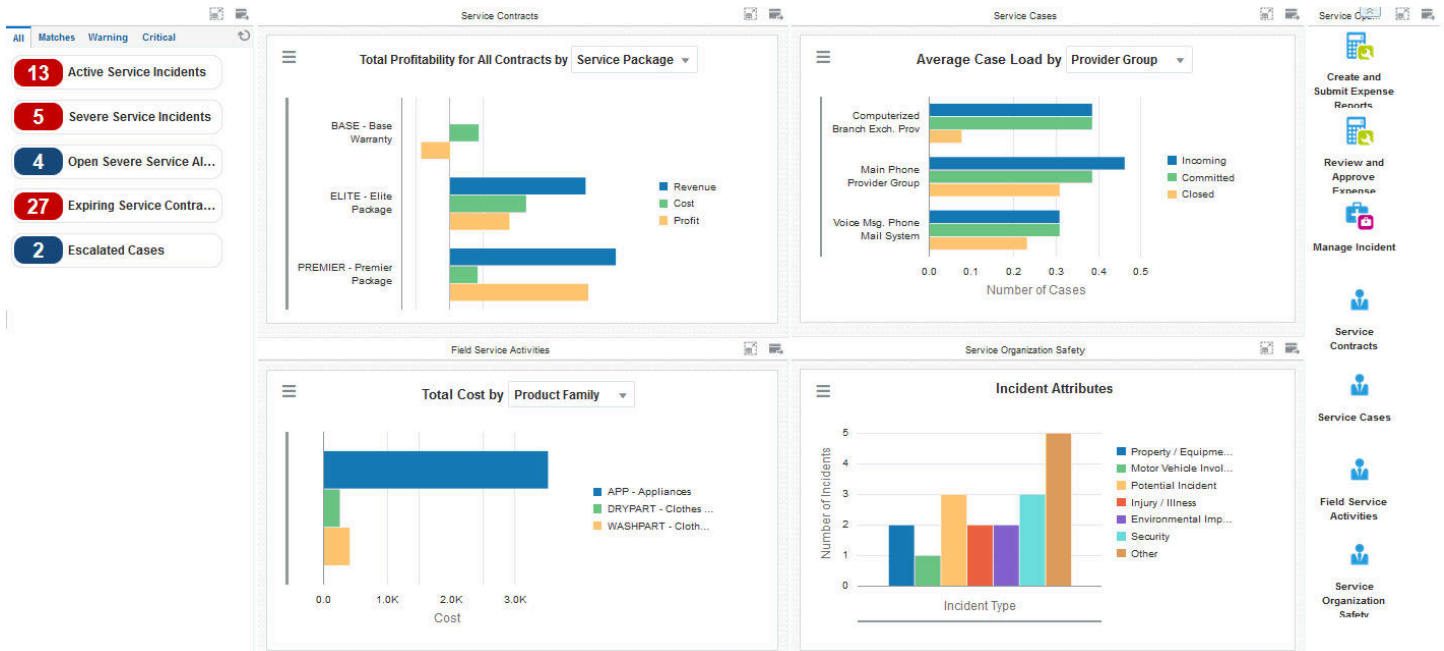 All Matches Warning Critical
13 Active Service Incidents
5 Severe Service Incidents
4 Open Severe Service Al...
27 Expiring Service Contra...
2 Escalated Cases
Service Contracts
Total Profitability for All Contracts by Service Package
BASE - Base
Warranty
ELITE - Elite
Package
PREMIER - Premier
Package
Revenue
Cost
Profit
Service Cases
Average Case Load by Provider Group
Computerized
Branch Exch. Prov
Main Phone
Provider Group
Voice Msg. Phone
Mail System
0.0 0.1 0.2 0.3 0.4 0.5
Number of Cases
Incoming
Committed
Closed
Field Service Activities
Total Cost by Product Family
0.0 1.0K 2.0K 3.0K
Cost
APP - Appliances
DRYPART - Clothes ...
WASHPART - Cloth...
Service Organization Safety
Incident Attributes
Number of Incidents
5
4
3
2
1
0
Incident Type
Property / Equipme...
Motor Vehicle Invol...
Potential Incident
Injury / Illness
Environmental Imp...
Security
Other
Service Ope...
Create and
Submit Expense
Reports
Review and
Approve
Expense
Manage Incident
Service
Contracts
Service Cases
Field Service
Activities
Service
Organization
Safety